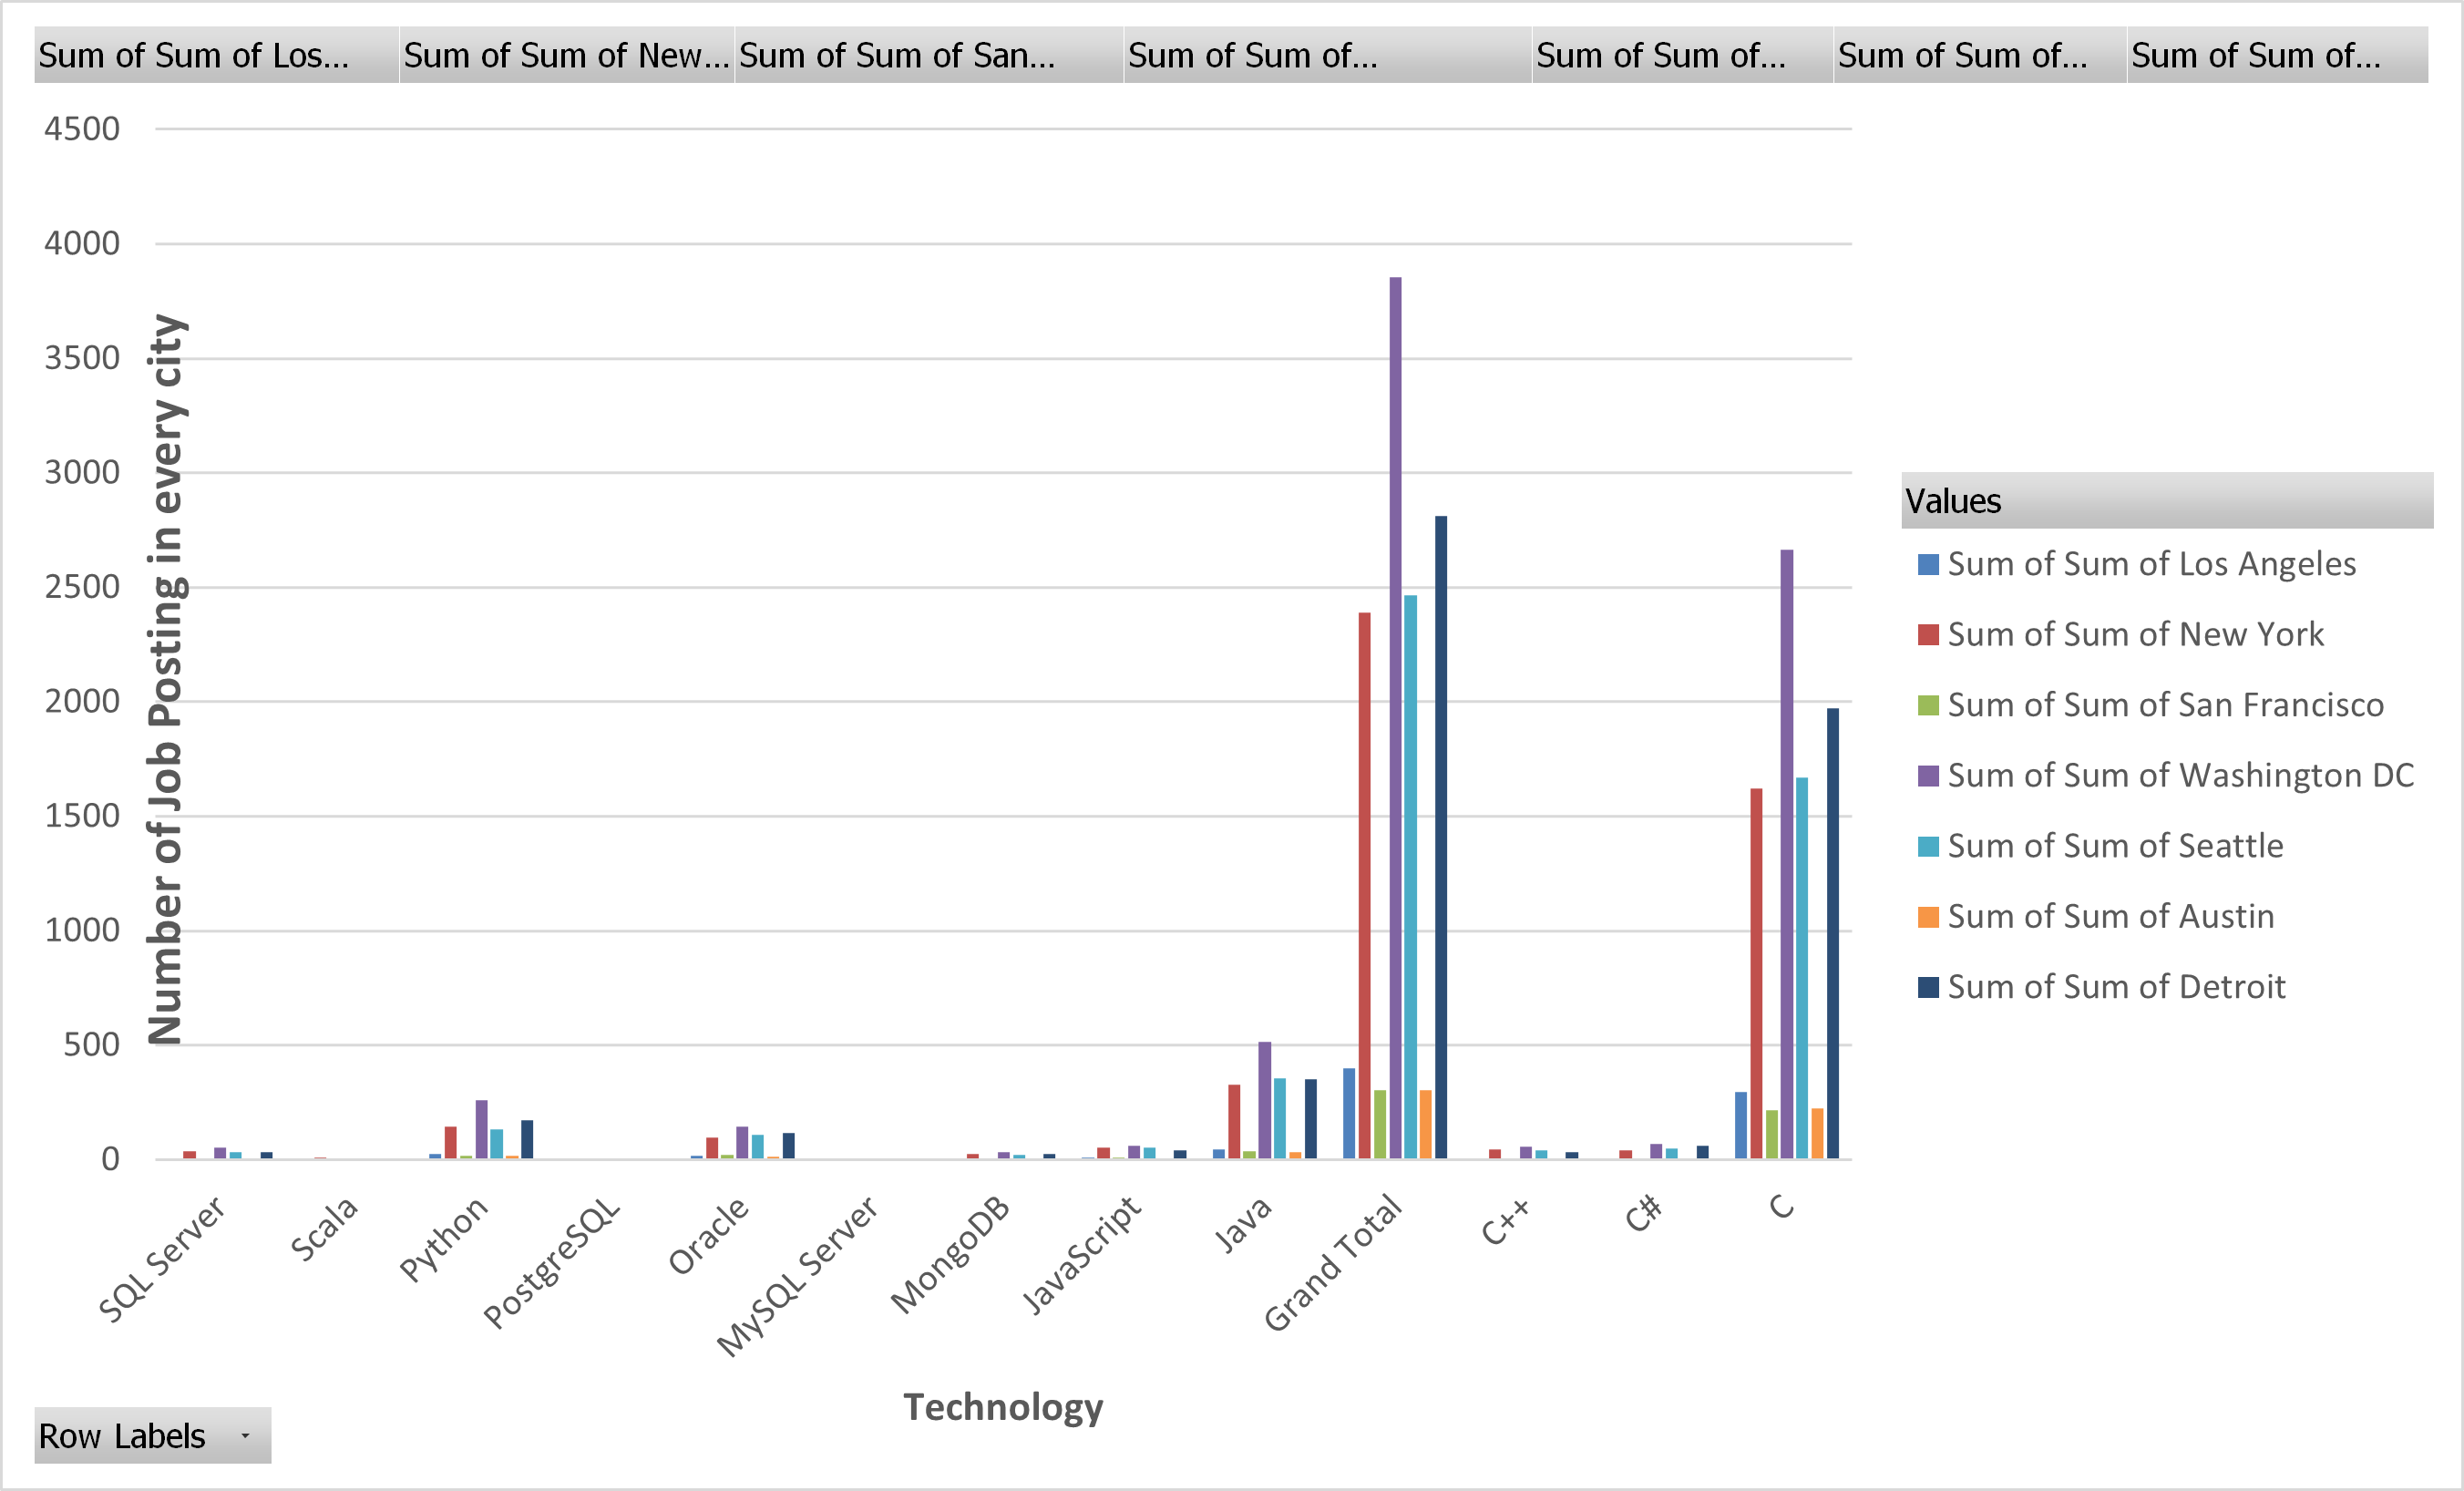 Sum of Sum of Los...
Sum of Sum of New...
Sum of Sum of San...
Sum of Sum of...
Sum of Sum of...
Sum of Sum of...
Sum of Sum of...
4500
4000
3500
3000
2500
2000
1500
1000
500
0
Number of Job Posting in every city
SQL Server
Scala
Python
PostgreSQL
Oracle
MySQL Server
MongoDB
JavaScript
Java
Grand Total
C++
C#
C
Technology
Values
Sum of Sum of Los Angeles
Sum of Sum of New York
Sum of Sum of San Francisco
Sum of Sum of Washington DC
Sum of Sum of Seattle
Sum of Sum of Austin
Sum of Sum of Detroit
Row Labels